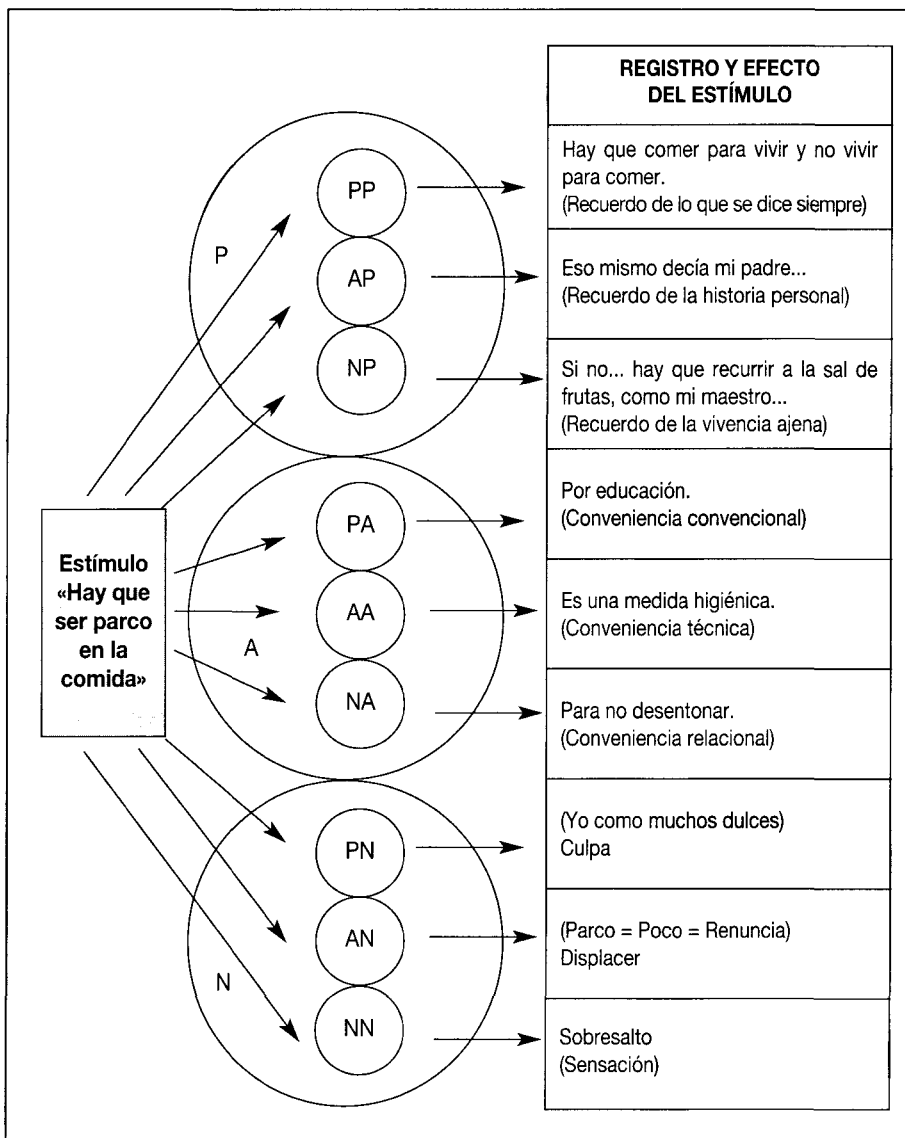 REGISTRO Y EFECTO
DEL ESTÍMULO
Hay que comer para vivir y no vivir
para comer.
(Recuerdo de lo que se dice siempre)
Eso mismo decía mi padre...
(Recuerdo de la historia personal)
Si no... hay que recurrir a la sal de
frutas, como mi maestro...
(Recuerdo de la vivencia ajena)
Por educación.
(Conveniencia convencional)
Es una medida higiénica.
(Conveniencia técnica)
Para no desentonar.
(Conveniencia relacional)
(Yo como muchos dulces)
Culpa
(Parco = Poco = Renuncia)
Displacer
Sobresalto
(Sensación)
P
PP
AP
NP
A
PA
AA
NA
N
PN
AN
NN
Estímulo
«Hay que
ser parco
en la
comida»